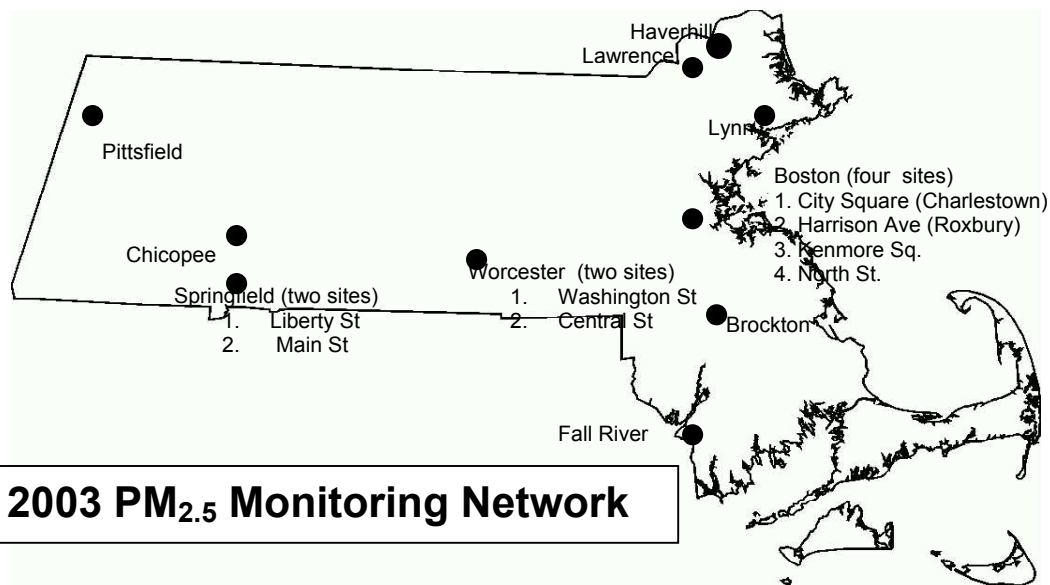 Haverhill
Lawrence
Lynn
Pittsfield
Boston (four sites)
1. City Square (Charlestown)
2. Harrison Ave (Roxbury)
3. Kenmore Sq.
4. North St.
Chicopee
Worcester (two sites)
1. Washington St
2. Central St
Springfield (two sites)
1. Liberty St
2. Main St
Brockton
Fall River
2003 PM2.5 Monitoring Network